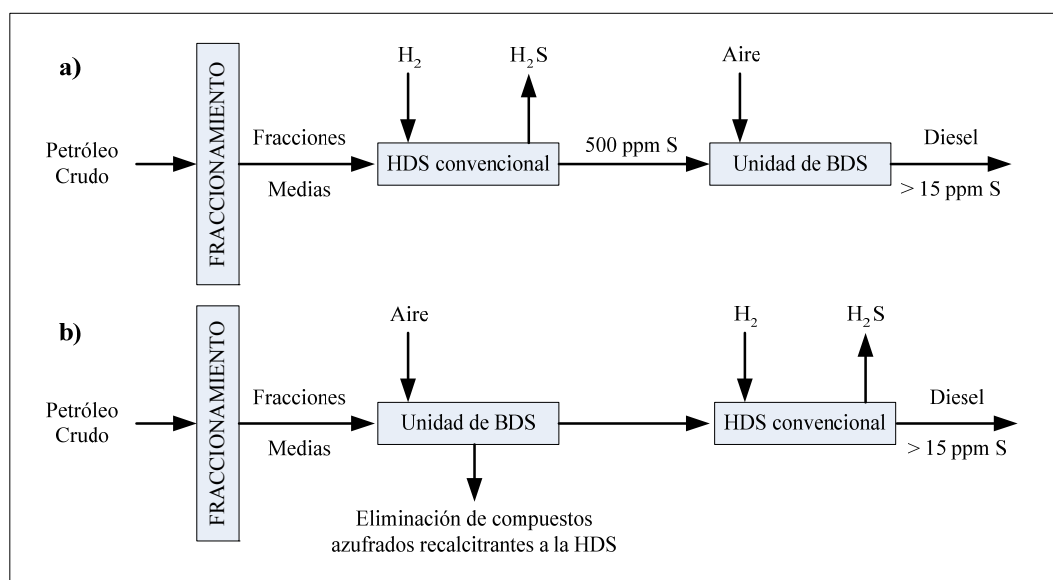 a)
H2
H2S
Aire
Petróleo
Crudo
FRACCIONAMIENTO
Fracciones
Medias
HDS convencional
500 ppm S
Unidad de BDS
Diesel
> 15 ppm S
b)
Aire
H2
H2S
Petróleo
Crudo
FRACCIONAMIENTO
Fracciones
Medias
Unidad de BDS
HDS convencional
Diesel
> 15 ppm S
Eliminación de compuestos
azufrados recalcitrantes a la HDS